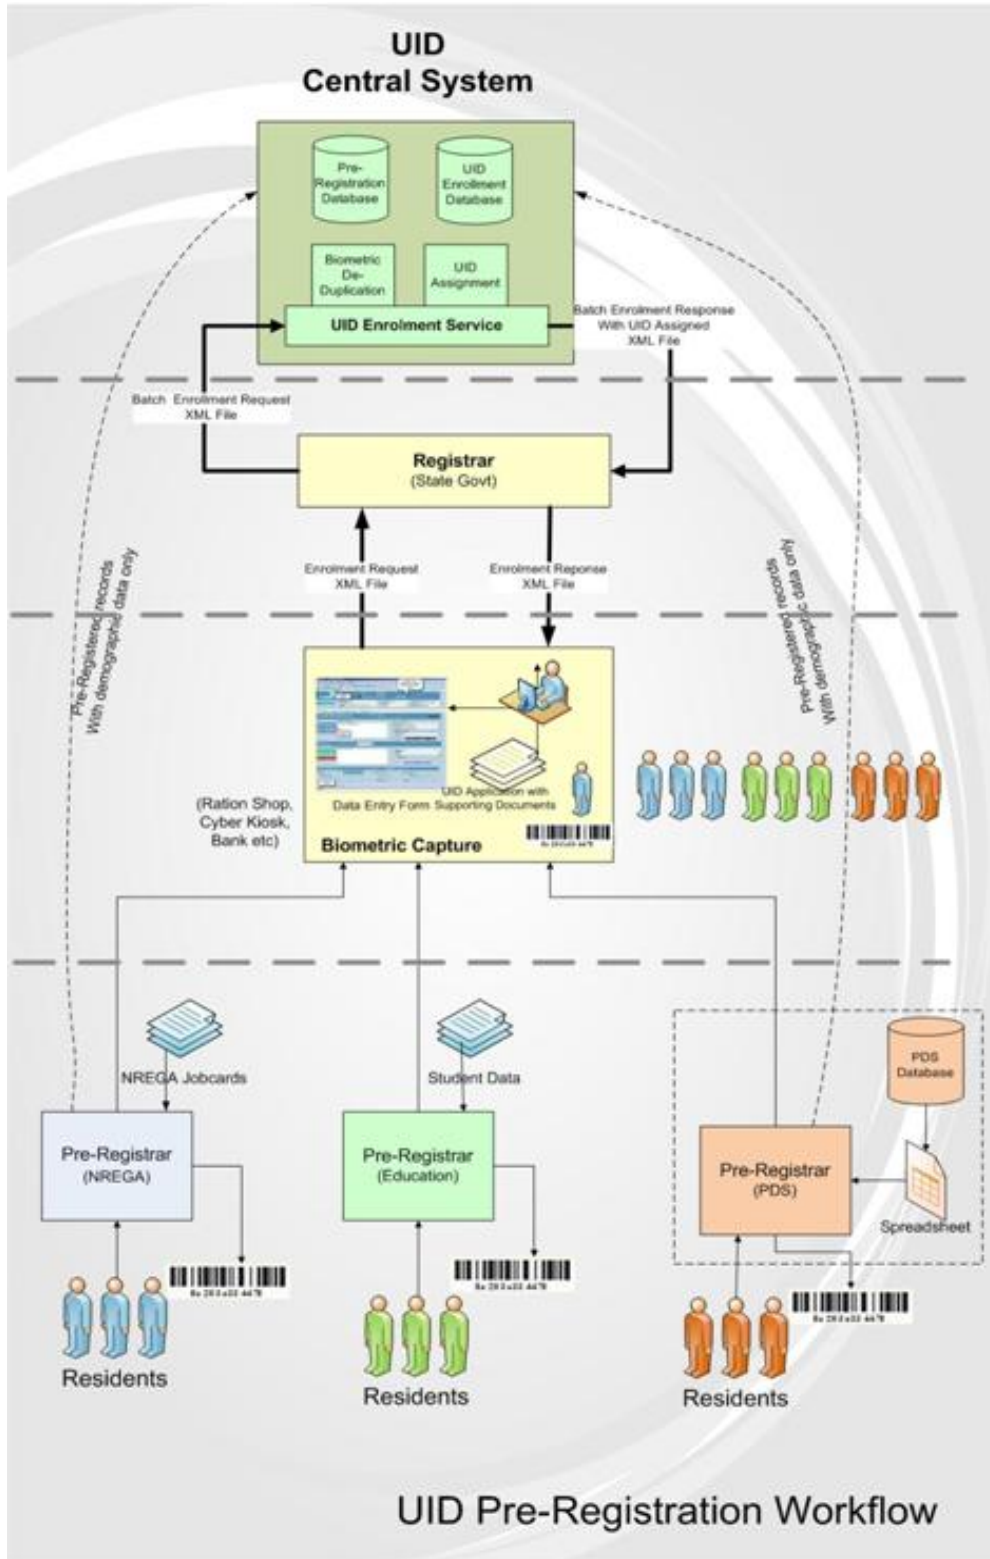 UID
Central System
Pre-
Registration
Database
UID
Enrollment
Database
Biometric
De-
Duplication
UID
Assignment
UID Enrolment Service
Batch Enrolment Response
With UID Assigned
XML File
Batch Enrollment Request
XML File
Registrar
(State Govt)
Enrolment Request
XML File
Enrolment Reponse
XML File
Pre-Registered records
With demographic data only
Pre-Registered records
With demographic data only
(Ration Shop,
Cyber Kiosk,
Bank etc)
Data Entry Form
UID Application with
Supporting Documents
Biometric Capture
NREGA Jobcards
Student Data
PDS
Database
Pre-Registrar
(NREGA)
Pre-Registrar
(Education)
Pre-Registrar
(PDS)
Spreadsheet
Residents
Residents
Residents
UID Pre-Registration Workflow